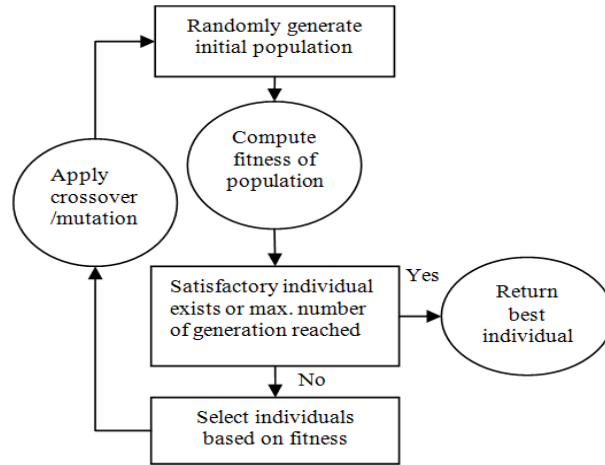 Randomly generate
initial population
Compute
fitness of
population
Apply
crossover
/mutation
Satisfactory individual
exists or max. number
of generation reached
Yes
Return
best
individual
No
Select individuals
based on fitness